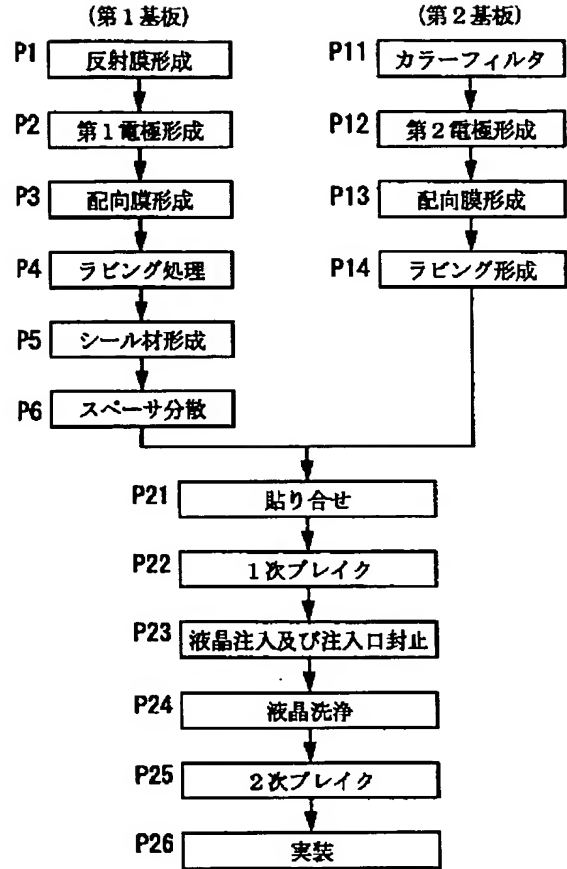 (第1基板)
P1 反射膜形成
P2 第1電極形成
P3 配向膜形成
P4 ラビング処理
P5 シール材形成
P6 スペーサ分散
(第2基板)
P11 カラーフィルタ
P12 第2電極形成
P13 配向膜形成
P14 ラビング形成
P21 貼り合せ
P22 1次ブレイク
P23 液晶注入及び注入口封止
P24 液晶洗浄
P25 2次ブレイク
P26 実装